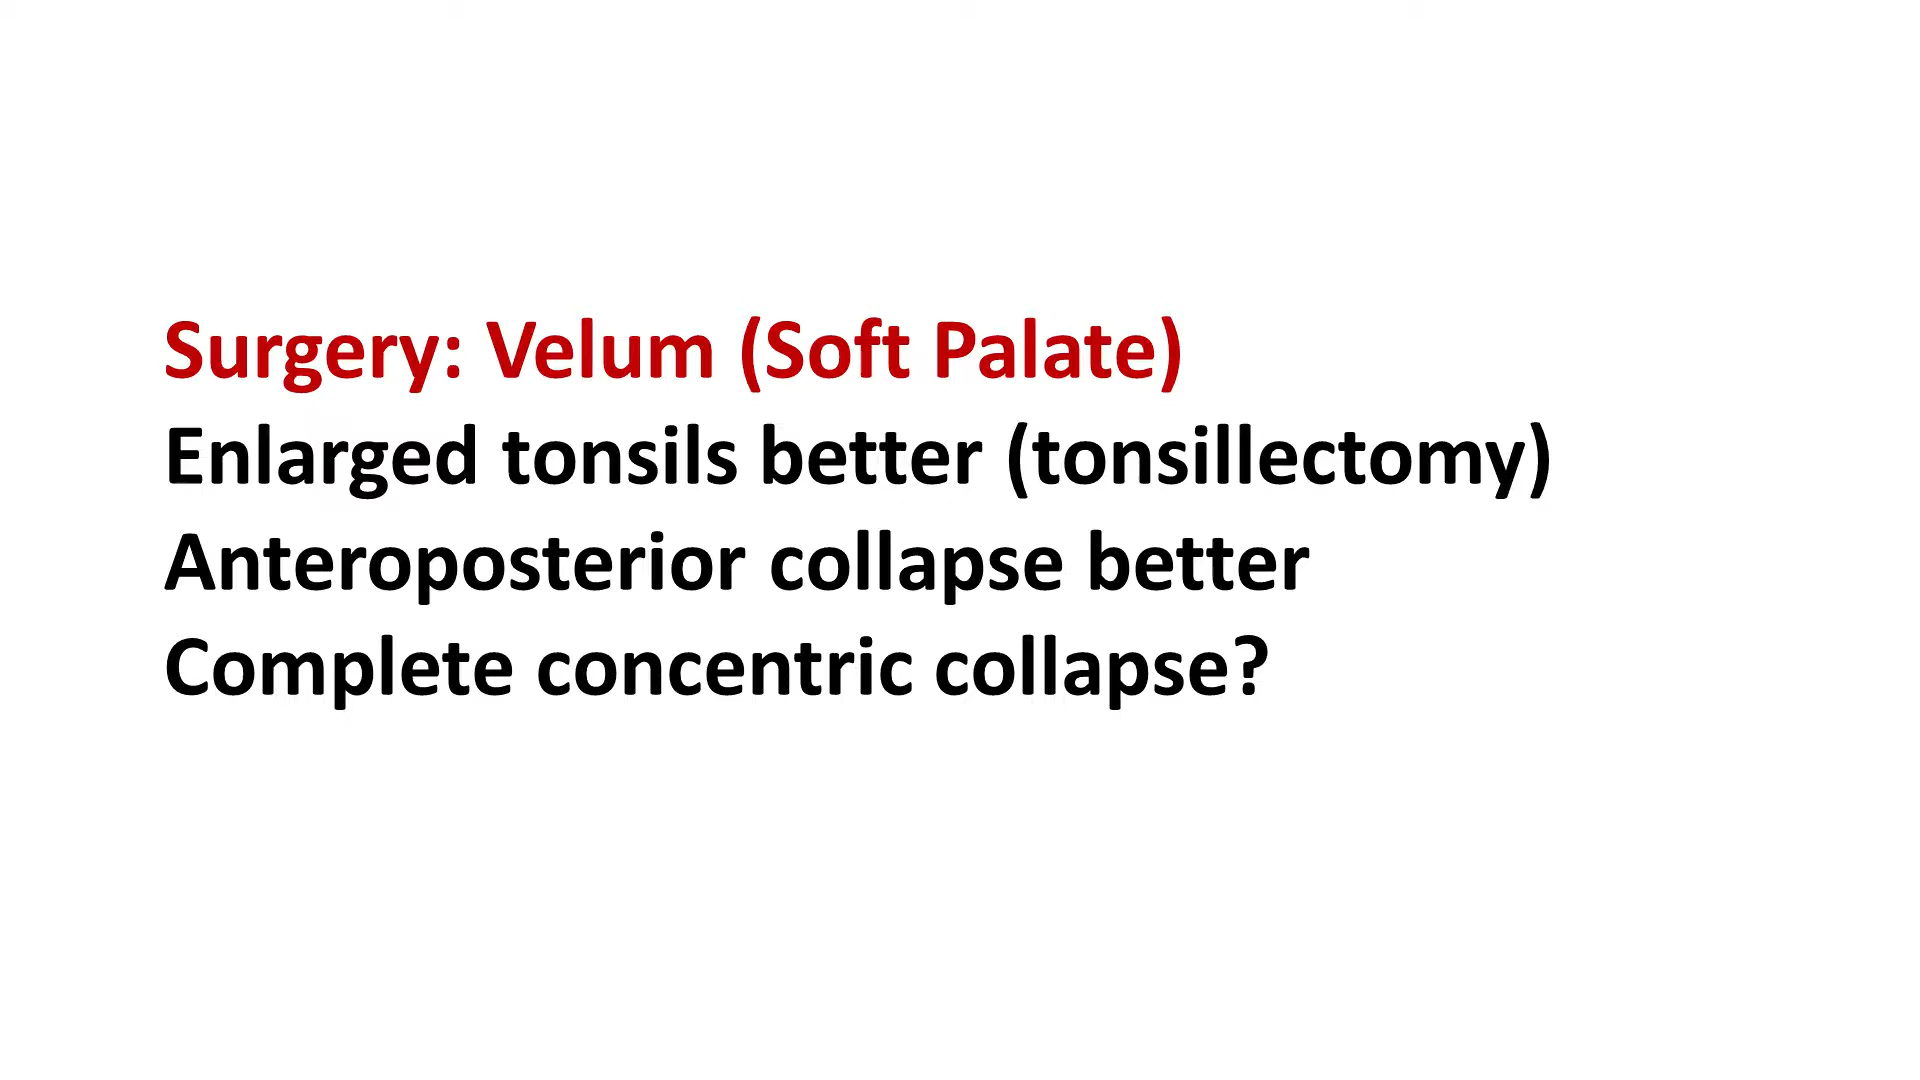 Surgery: Velum (Soft Palate)
Enlarged tonsils better (tonsillectomy)
Anteroposterior collapse better
Complete concentric collapse?